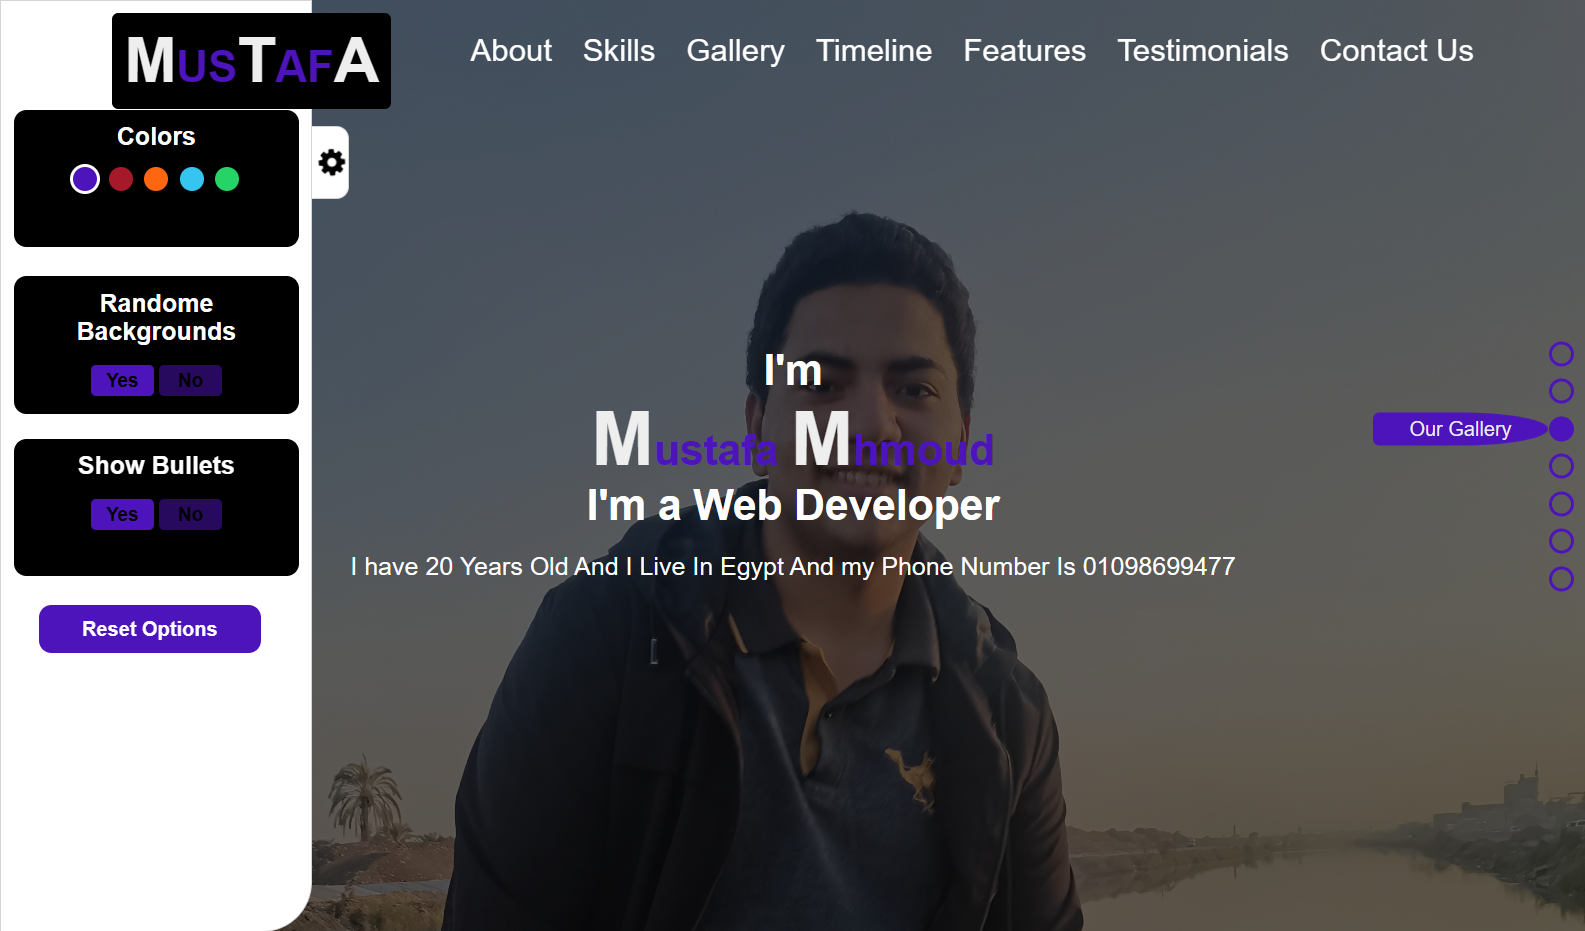 MusTafA
About Skills Gallery Timeline Features Testimonials Contact Us
Colors
Randome
Backgrounds
Yes No
Show Bullets
Yes No
Reset Options
I'm
Mustafa Mhmoud
I'm a Web Developer
I have 20 Years Old And I Live In Egypt And my Phone Number Is 01098699477
Our Gallery